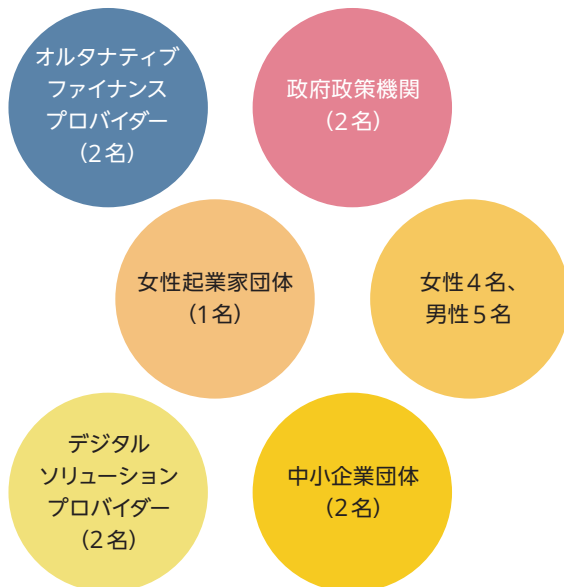 オルタナティブ
ファイナンス
プロバイダー
（2名）
政府政策機関
（2名）
女性起業家団体
（1名）
女性4名、
男性5名
デジタル
ソリューション
プロバイダー
（2名）
中小企業団体
（2名）